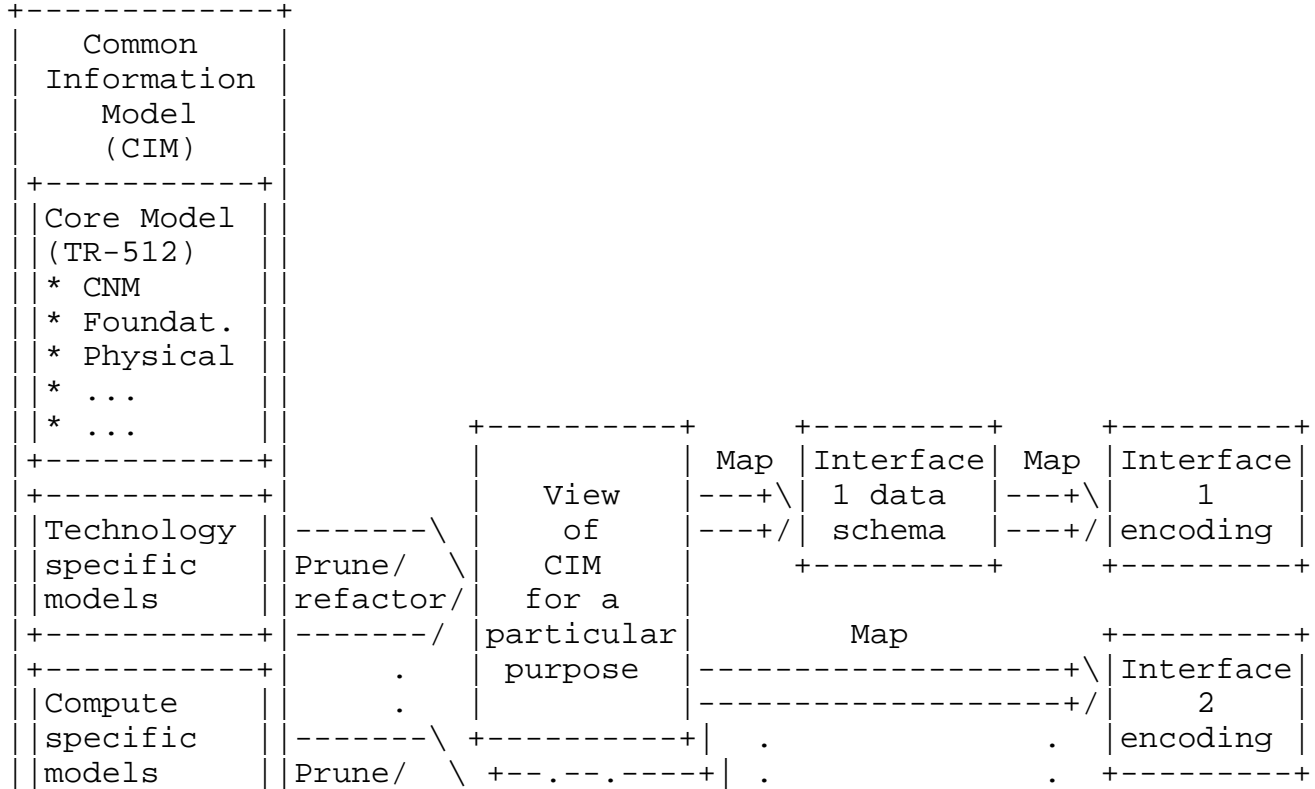 +-------------+
|   Common    |
| Information |
|    Model    |
|    (CIM)    |
|+-----------+|
||Core Model ||
||(TR-512)   ||
||* CNM      ||
||* Foundat. ||
||* Physical ||
||* ...      ||
||* ...      ||         +----------+     +---------+     +---------+
|+-----------+|         |          | Map |Interface| Map |Interface|
|+-----------+|         |   View   |---+\| 1 data  |---+\|    1    |
||Technology ||-------\ |    of    |---+/| schema  |---+/|encoding |
||specific   ||Prune/  \|   CIM    |     +---------+     +---------+
||models     ||refactor/|  for a   |
|+-----------+|-------/ |particular|        Map          +---------+
|+-----------+|     .   | purpose  |-------------------+\|Interface|
||Compute    ||     .   |          |-------------------+/|    2    |
||specific   ||-------\ +----------+|  .              .  |encoding |
||models     ||Prune/  \ +--.--.----+| .              .  +---------+